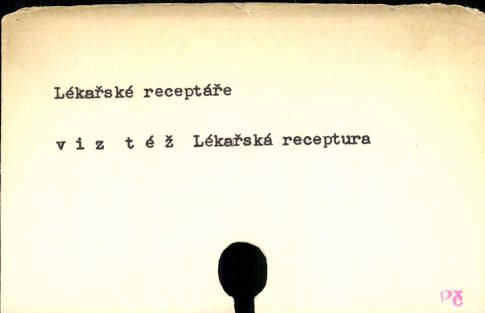 Lékařské receptáře
v i z  t é ž  Lékařská receptura
PČ